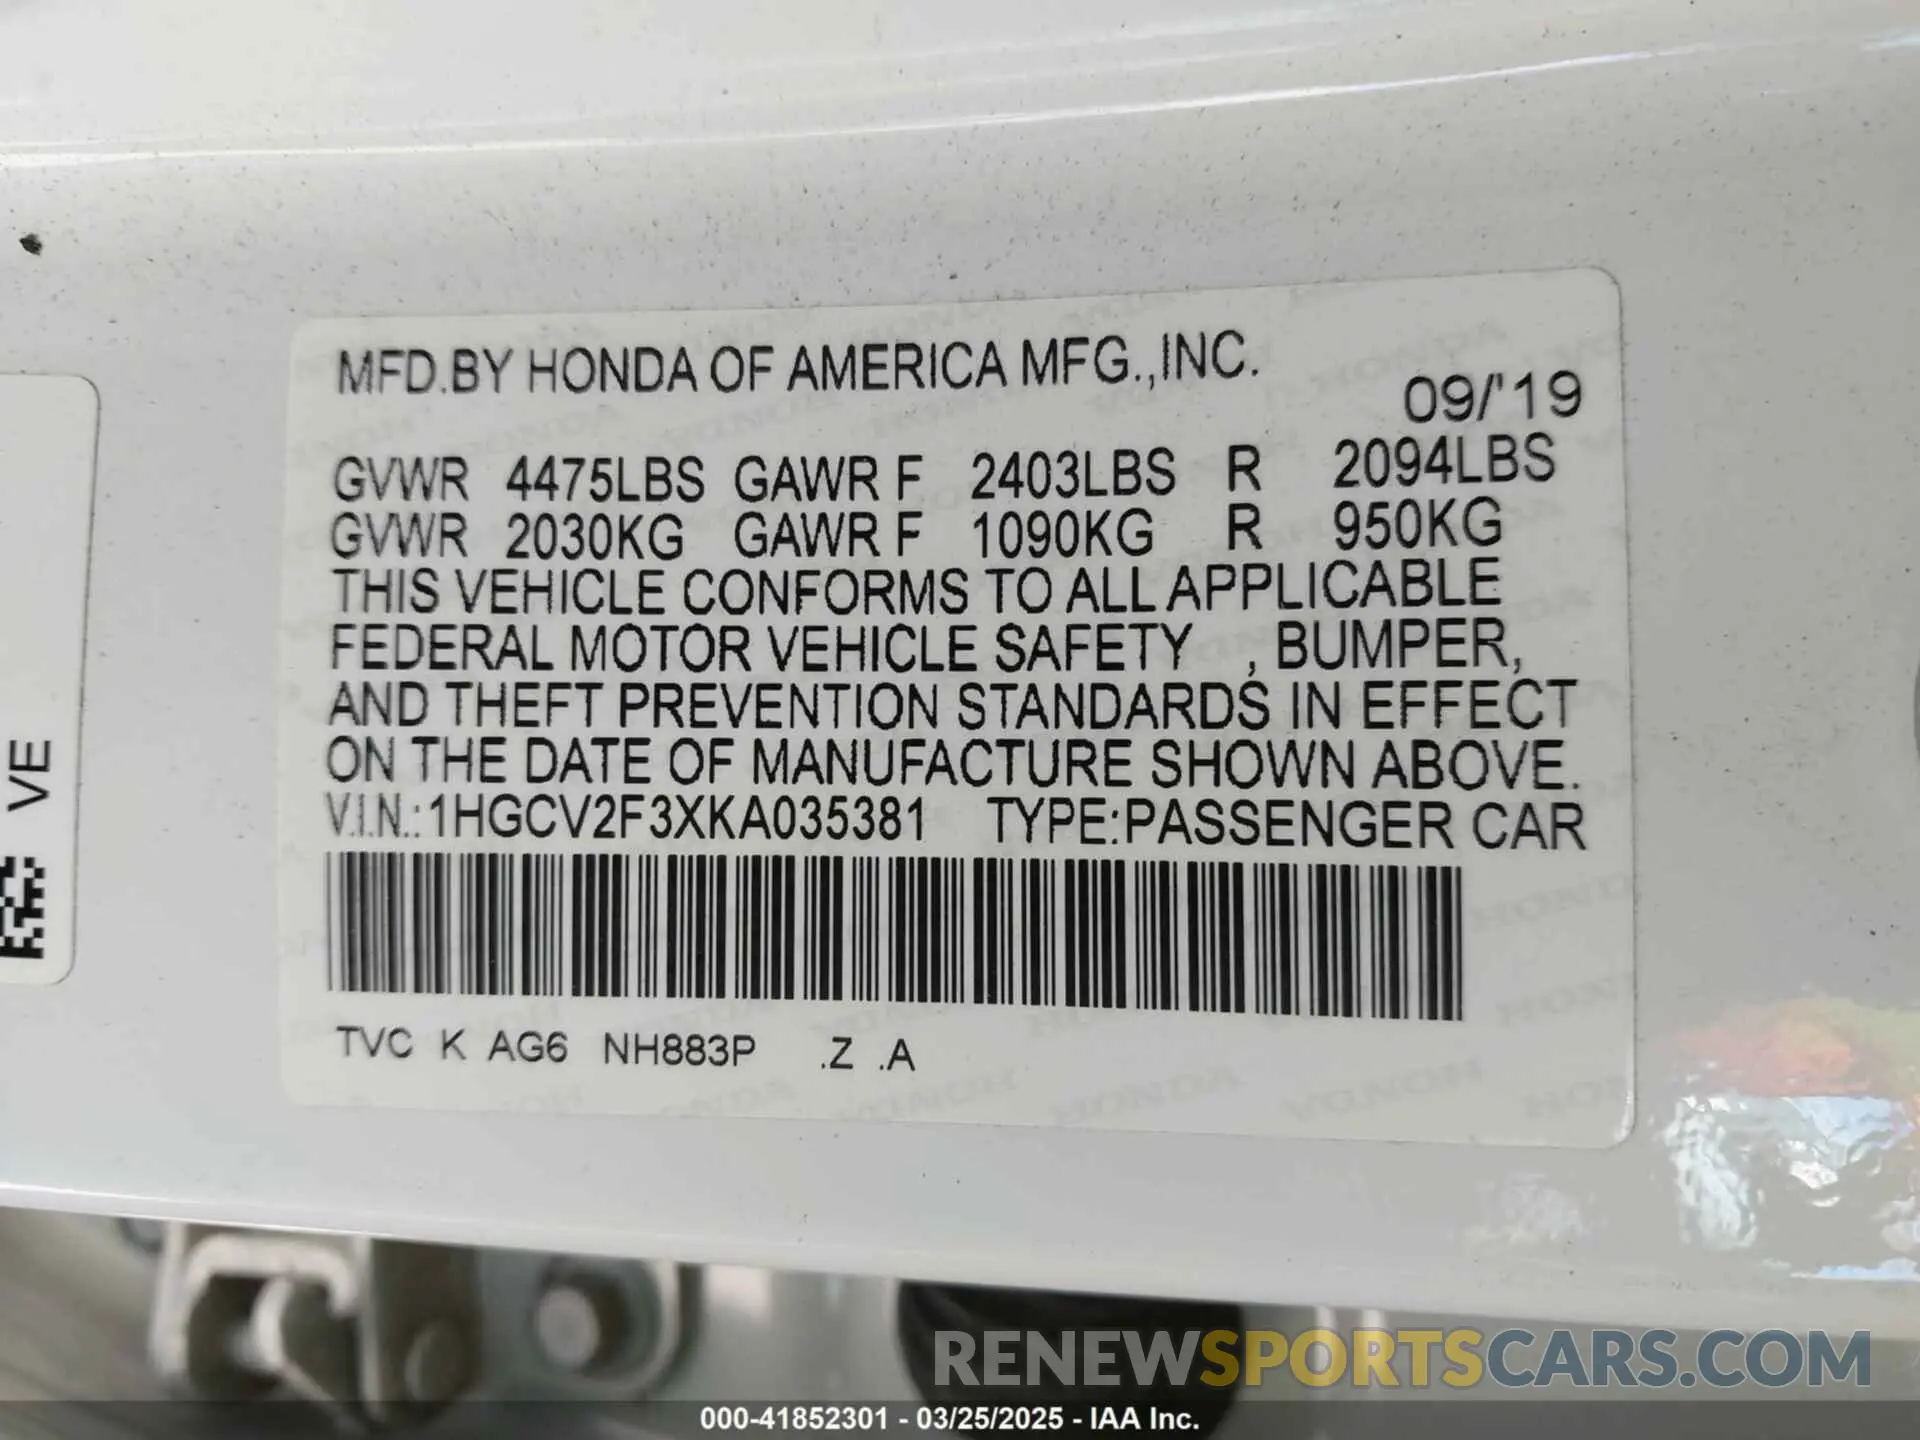 MFD.BY HONDA OF AMERICA MFG.,INC.
09/'19
GVWR 4475LBS GAWR F 2403LBS R 2094LBS
GVWR 2030KG GAWR F 1090KG R 950KG
THIS VEHICLE CONFORMS TO ALL APPLICABLE
FEDERAL MOTOR VEHICLE SAFETY , BUMPER,
AND THEFT PREVENTION STANDARDS IN EFFECT
ON THE DATE OF MANUFACTURE SHOWN ABOVE.
V.I.N.:1HGCV2F3XKA035381 TYPE:PASSENGER CAR
TVC K AG6 NH883P .Z .A
VE
RENEWSPORTSCARS.COM
000-41852301 - 03/25/2025 - IAA Inc.